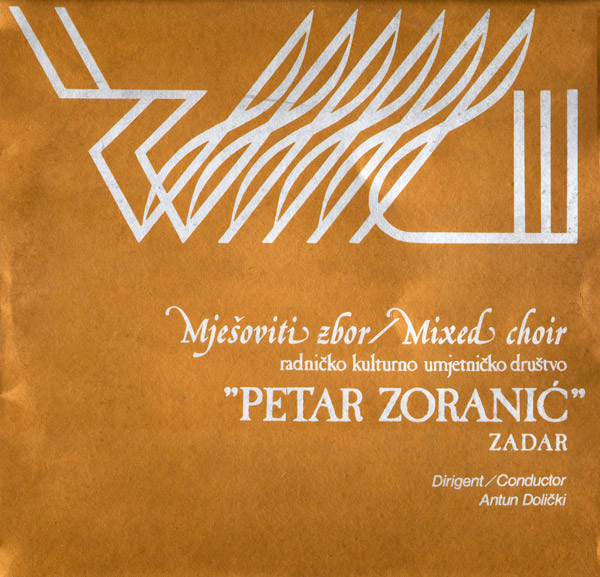 Mješoviti zbor/Mixed choir
radničko kulturno umjetničko društvo
"PETAR ZORANIĆ"
ZADAR
Dirigent/Conductor
Antun Dolički